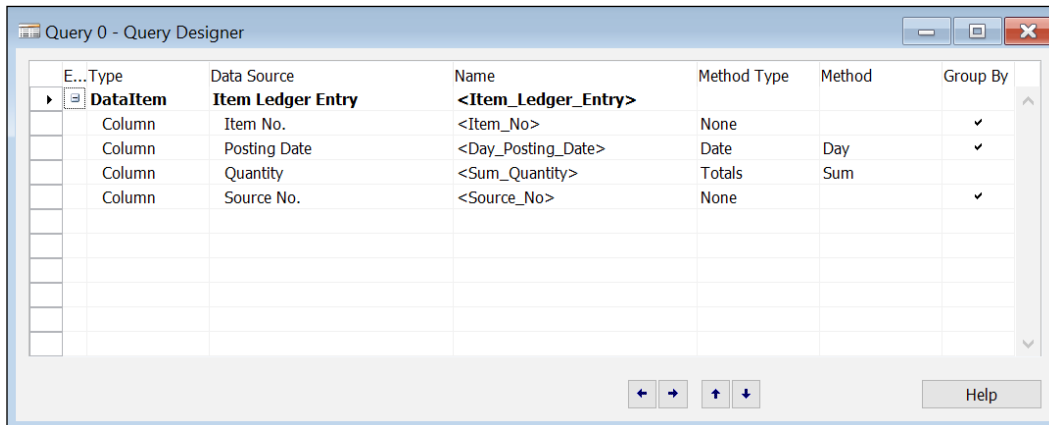 Query 0 - Query Designer
E... Type Data Source Name Method Type Method Group By
DataItem Item Ledger Entry <Item_Ledger_Entry>
Column Item No. <Item_No> None
Column Posting Date <Day_Posting_Date> Date Day
Column Quantity <Sum_Quantity> Totals Sum
Column Source No. <Source_No> None
Help